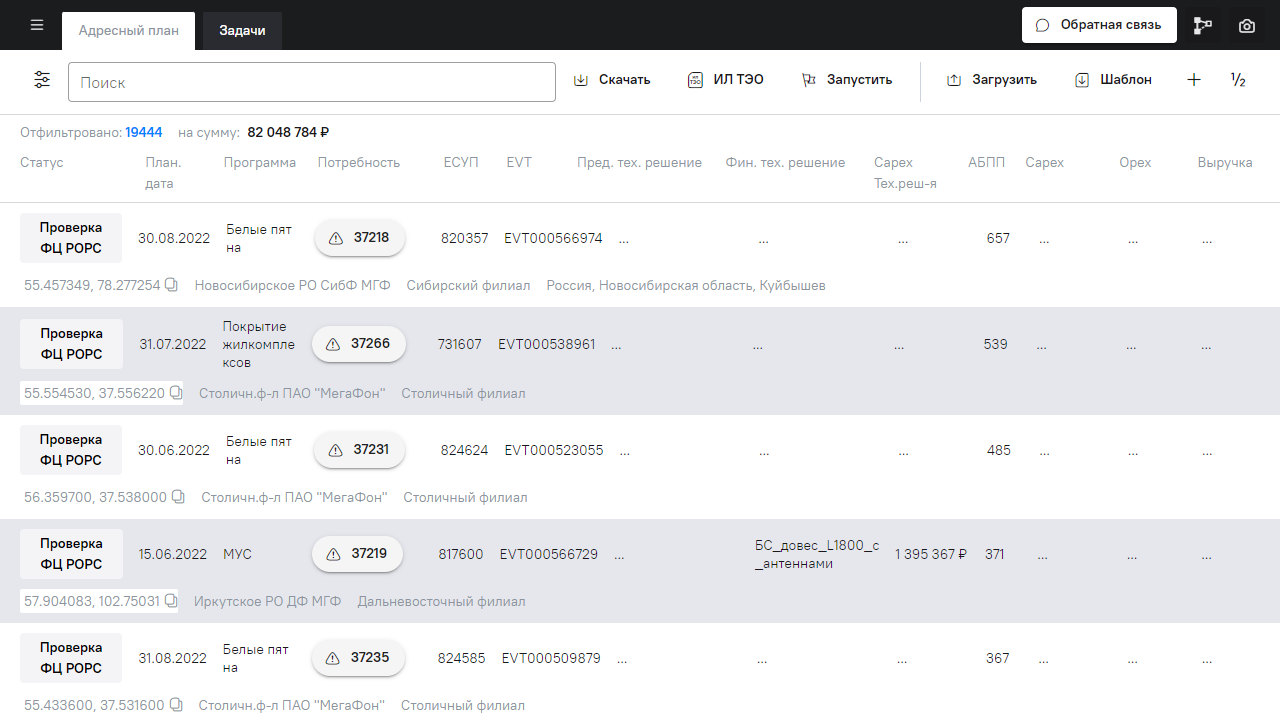 Адресный план
Задачи
Обратная связь
Поиск
Скачать
ИЛ ТЭО
Запустить
Загрузить
Шаблон
½
Отфильтровано: 19444 на сумму: 82 048 784 ₽
Статус План. дата Программа Потребность ЕСУП EVT Пред. тех. решение Фин. тех. решение Capex Тех.реш-я АБПП Capex Opex Выручка
Проверка ФЦ РОРС 30.08.2022 Белые пятна 37218 820357 EVT000566974 ... ... ... 657 ... ... ...
55.457349, 78.277254 Новосибирское РО СибФ МГФ Сибирский филиал Россия, Новосибирская область, Куйбышев
Проверка ФЦ РОРС 31.07.2022 Покрытие жилкомплексов 37266 731607 EVT000538961 ... ... ... 539 ... ... ...
55.554530, 37.556220 Столичн.ф-л ПАО "МегаФон" Столичный филиал
Проверка ФЦ РОРС 30.06.2022 Белые пятна 37231 824624 EVT000523055 ... ... ... 485 ... ... ...
56.359700, 37.538000 Столичн.ф-л ПАО "МегаФон" Столичный филиал
Проверка ФЦ РОРС 15.06.2022 МУС 37219 817600 EVT000566729 ... БС_довес_L1800_с_антеннами 1 395 367 ₽ 371 ... ... ...
57.904083, 102.75031 Иркутское РО ДФ МГФ Дальневосточный филиал
Проверка ФЦ РОРС 31.08.2022 Белые пятна 37235 824585 EVT000509879 ... ... ... 367 ... ... ...
55.433600, 37.531600 Столичн.ф-л ПАО "МегаФон" Столичный филиал